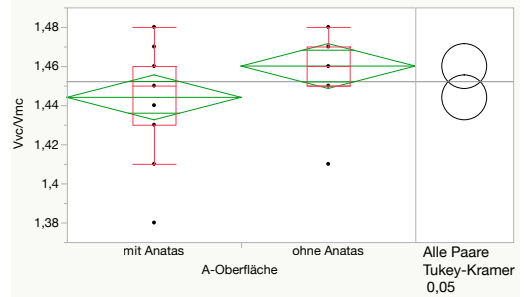 1,48
1,46
1,44
1,42
1,4
1,38
Vvc/Vmc
mit Anatas
ohne Anatas
A-Oberfläche
Alle Paare
Tukey-Kramer
0,05